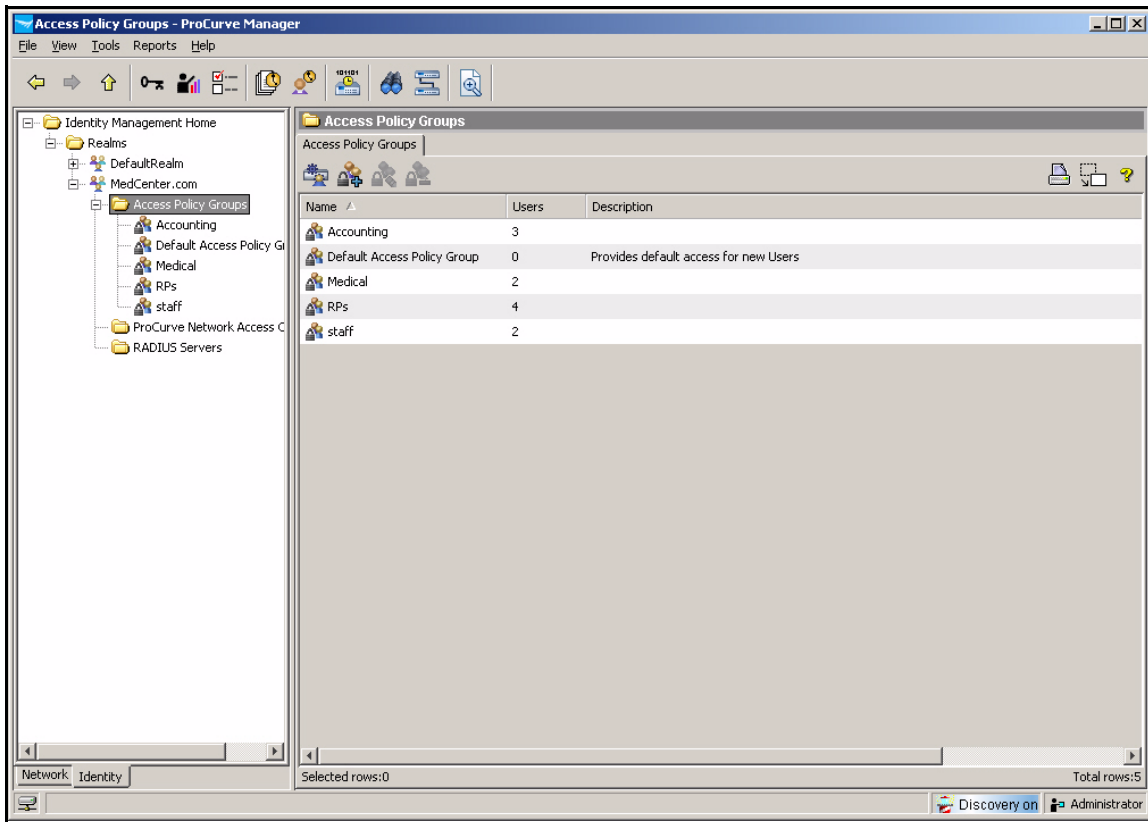 Access Policy Groups - ProCurve Manager
File View Tools Reports Help
Identity Management Home
Realms
DefaultRealm
MedCenter.com
Access Policy Groups
Accounting
Default Access Policy G
Medical
RPs
staff
ProCurve Network Access C
RADIUS Servers
Network Identity
Access Policy Groups
Access Policy Groups
Name Users Description
Accounting 3
Default Access Policy Group 0 Provides default access for new Users
Medical 2
RPs 4
staff 2
Selected rows:0 Total rows:5
Discovery on Administrator